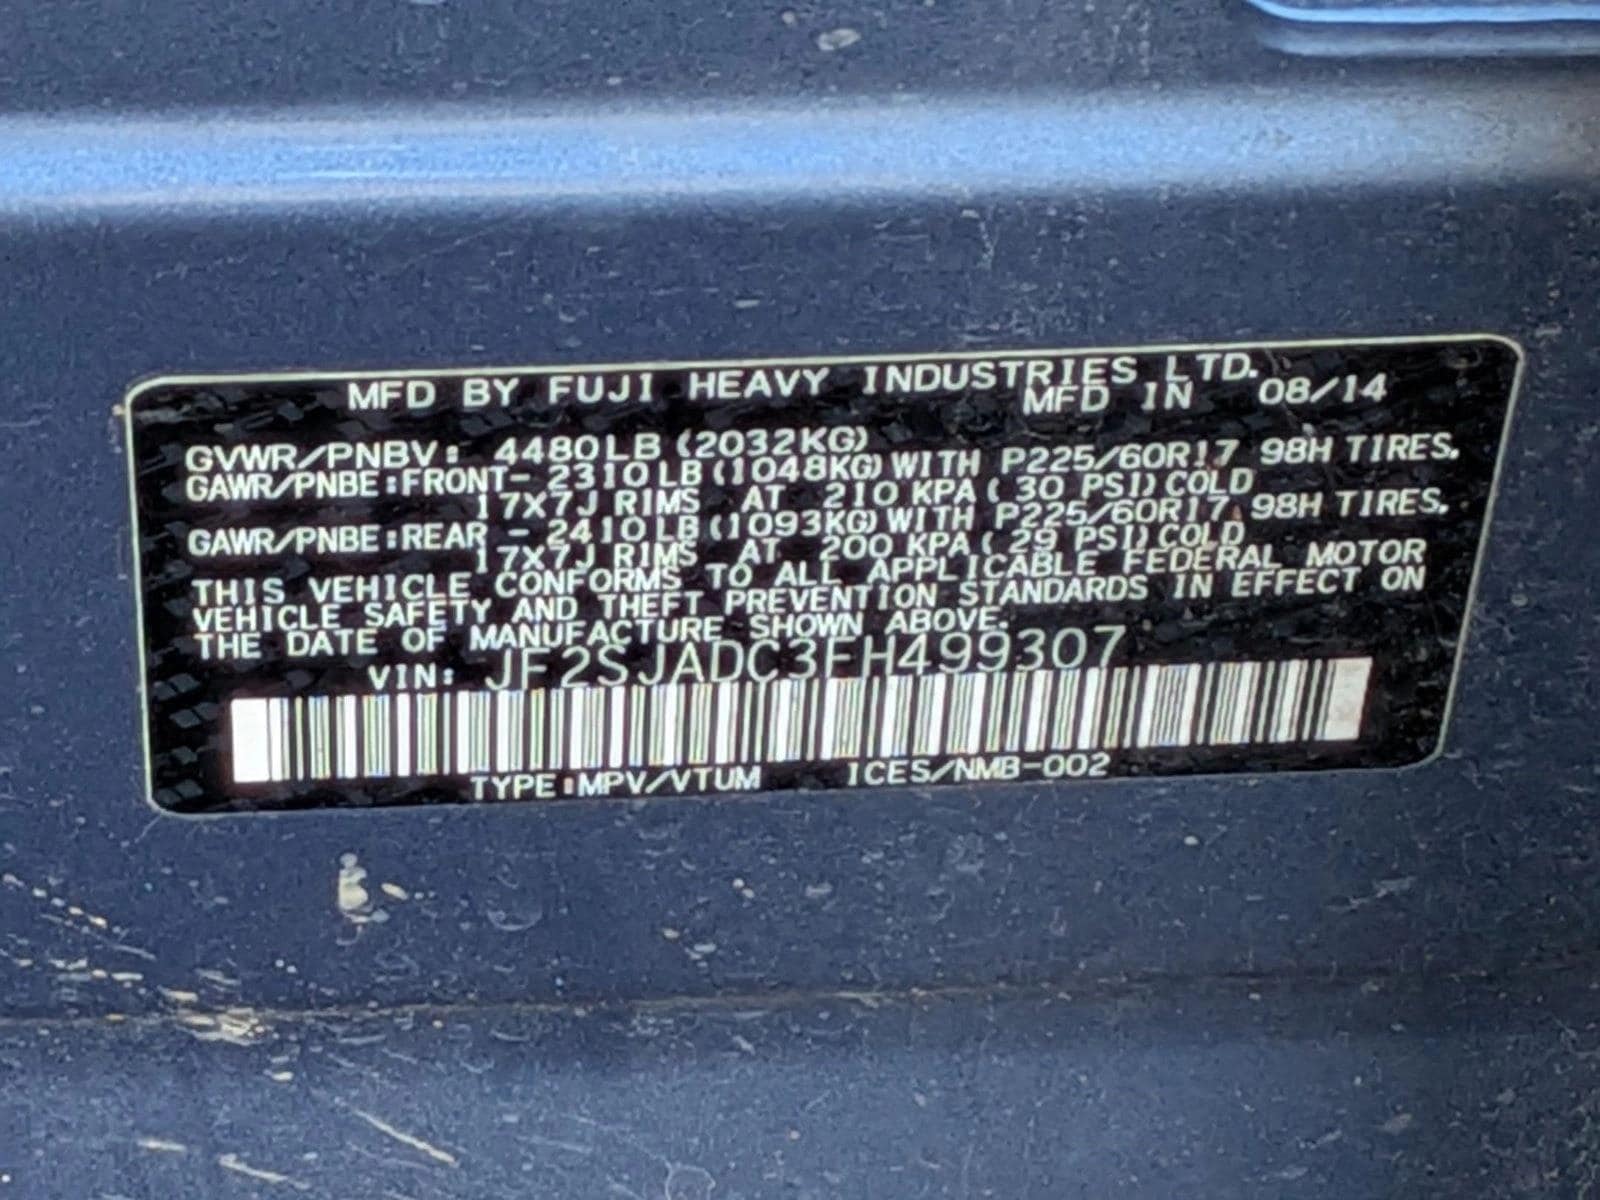 MFD BY FUJI HEAVY INDUSTRIES LTD.
MFD IN 08/14
GVWR/PNBV: 4480LB (2032KG)
GAWR/PNBE:FRONT- 2310LB (1048KG) WITH P225/60R17 98H TIRES.
17X7J RIMS AT 210 KPA ( 30 PSI) COLD
GAWR/PNBE:REAR - 2410LB (1093KG) WITH P225/60R17 98H TIRES.
17X7J RIMS AT 200 KPA ( 29 PSI) COLD
THIS VEHICLE CONFORMS TO ALL APPLICABLE FEDERAL MOTOR
VEHICLE SAFETY AND THEFT PREVENTION STANDARDS IN EFFECT ON
THE DATE OF MANUFACTURE SHOWN ABOVE.
VIN: JF2SJADC3FH499307
TYPE:MPV/VTUM ICES/NMB-002